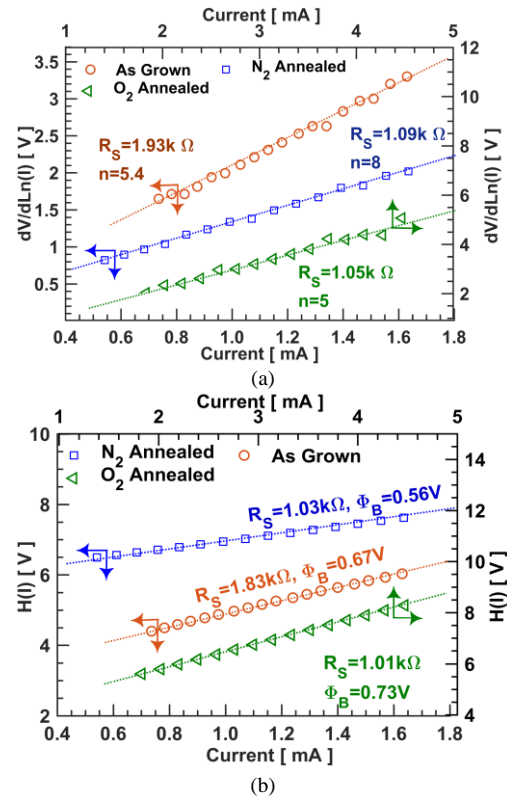 Current [ mA ]
1 2 3 4 5
As Grown N2 Annealed
O2 Annealed
dV/dLn(I) [ V ]
3.5
3
2.5
2
1.5
1
0.5
dV/dLn(I) [ V ]
12
10
8
6
4
2
RS=1.93k Ω
n=5.4
RS=1.09k Ω
n=8
RS=1.05k Ω
n=5
0.4 0.6 0.8 1.0 1.2 1.4 1.6 1.8
Current [ mA ]
(a)
Current [ mA ]
1 2 3 4 5
N2 Annealed As Grown
O2 Annealed
H(I) [ V ]
10
8
6
4
2
H(I) [ V ]
14
12
10
8
6
4
RS=1.03kΩ, ΦB=0.56V
RS=1.83kΩ, ΦB=0.67V
RS=1.01kΩ
ΦB=0.73V
0.4 0.6 0.8 1.0 1.2 1.4 1.6 1.8
Current [ mA ]
(b)